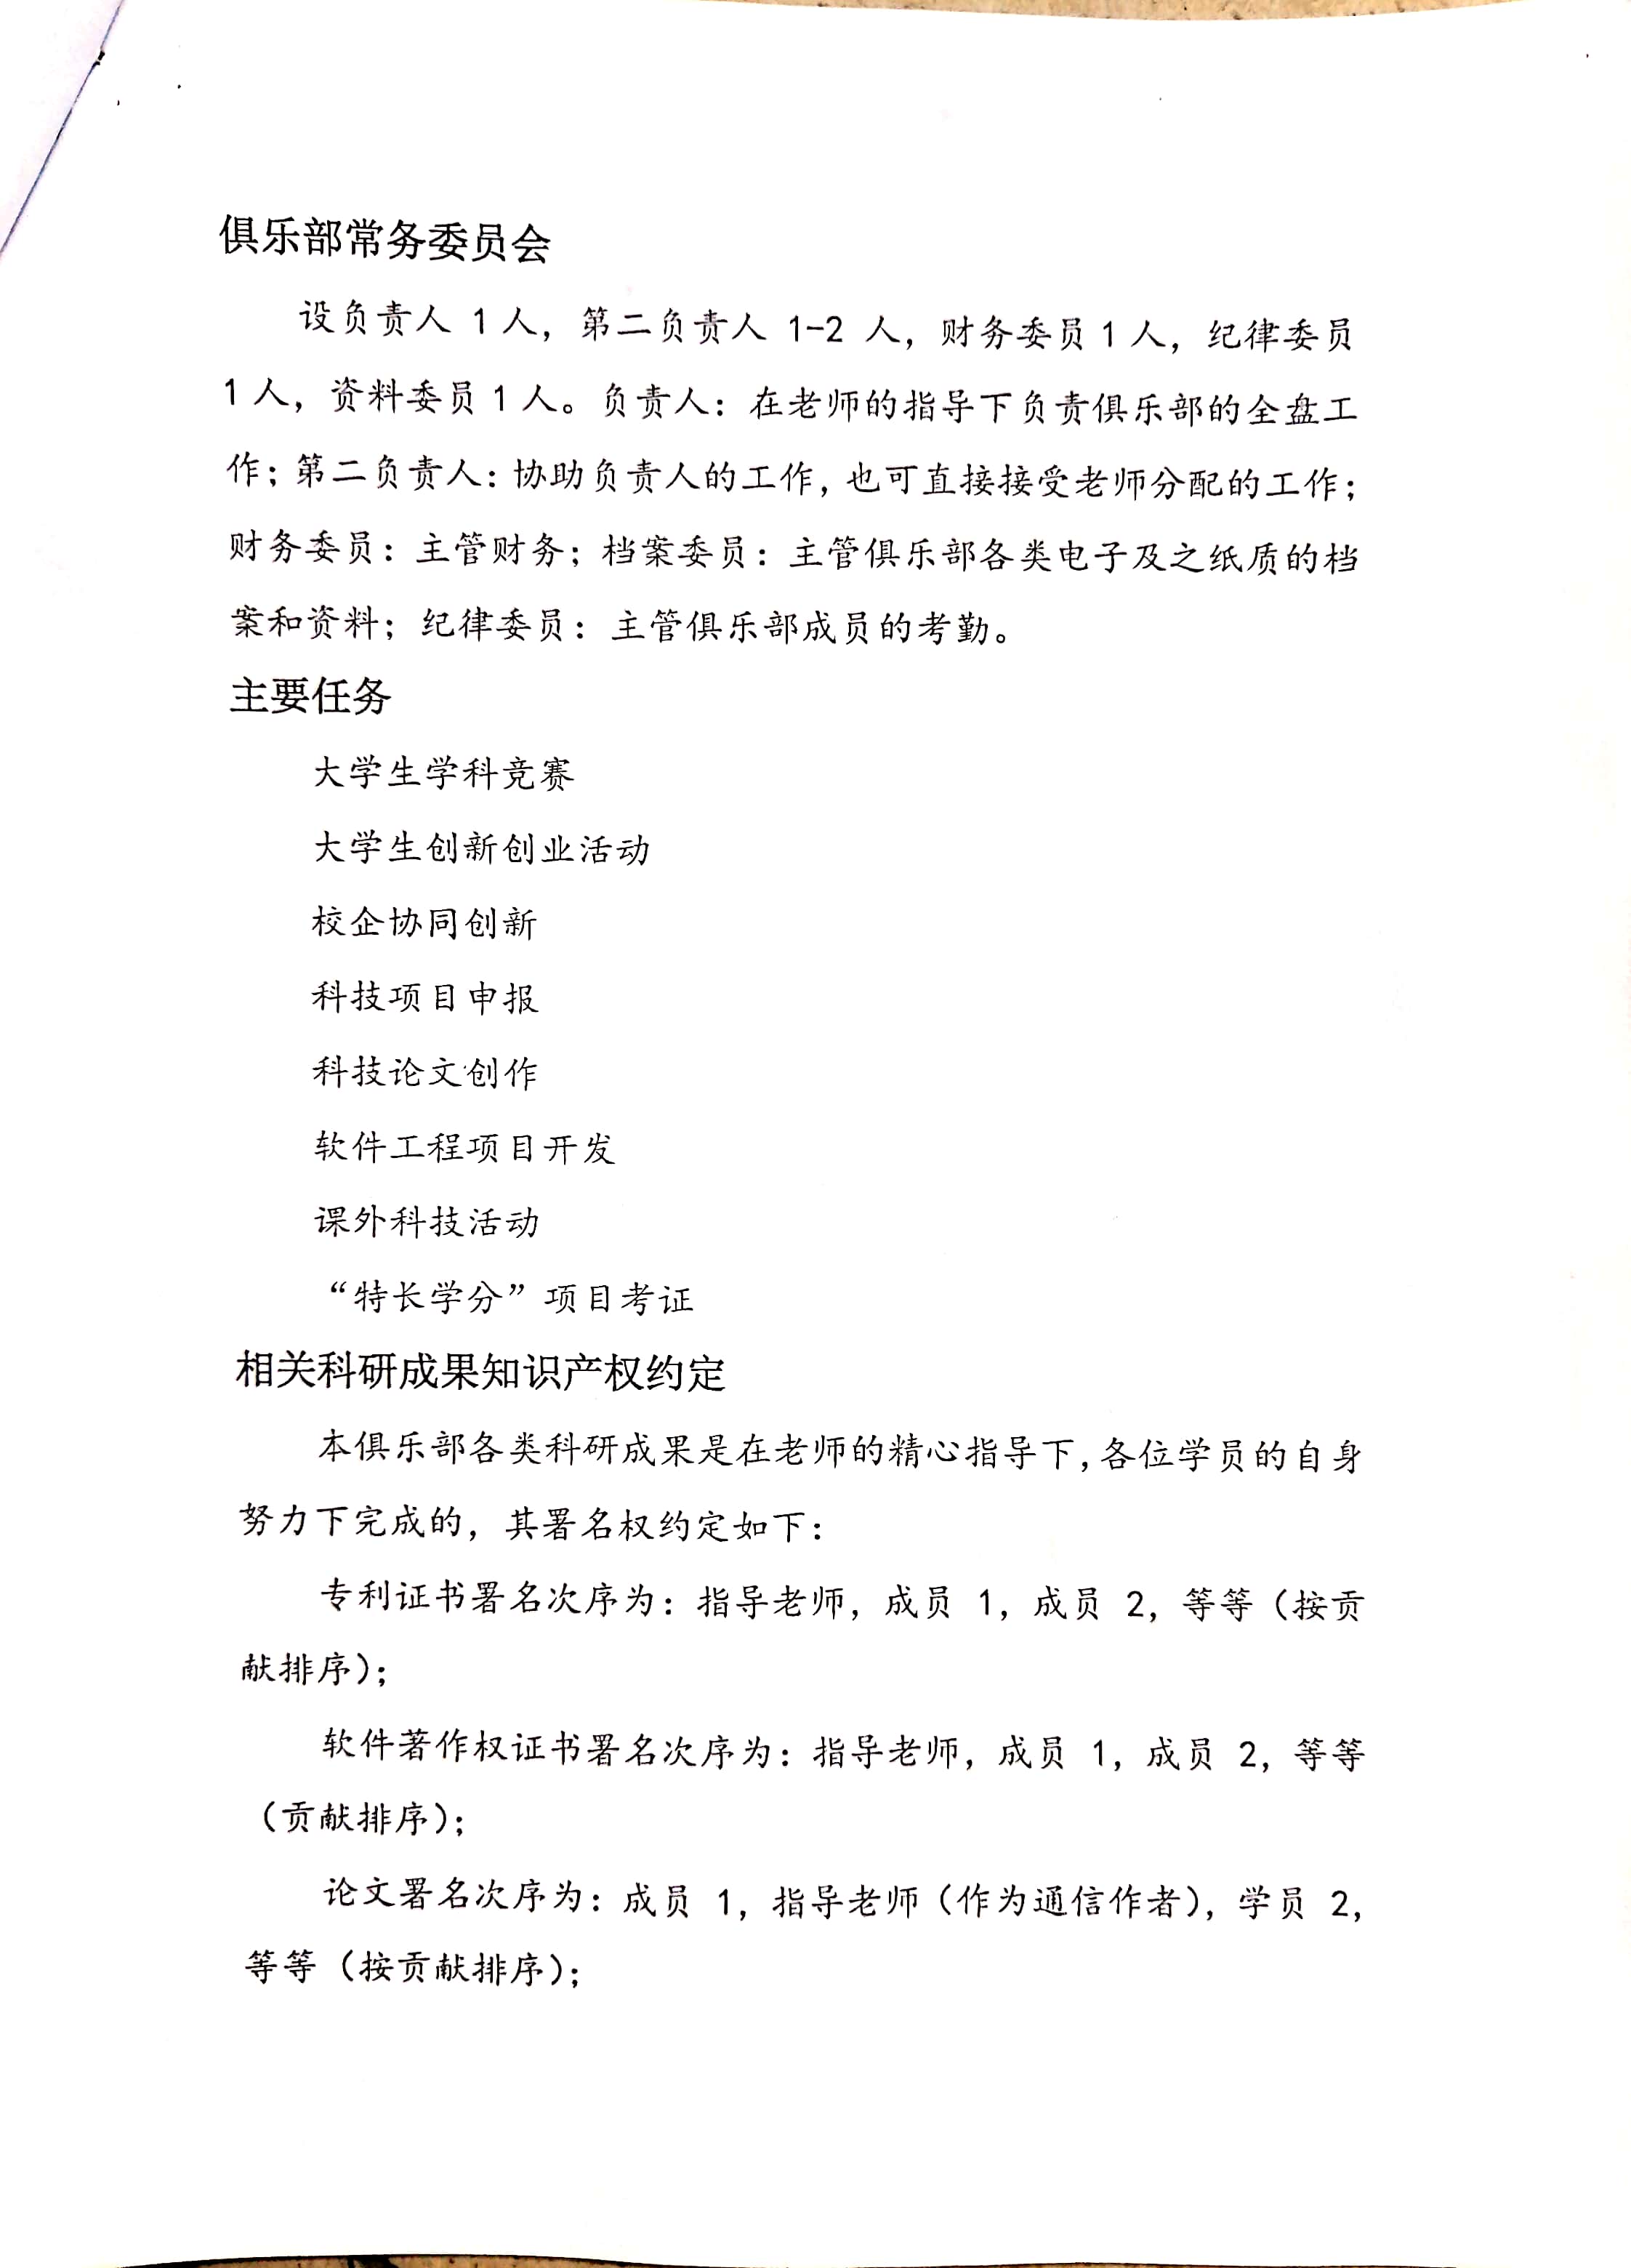 俱乐部常务委员会
设负责人 1 人，第二负责人 1-2 人，财务委员 1 人，纪律委员
1 人，资料委员 1 人。负责人：在老师的指导下负责俱乐部的全盘工
作；第二负责人：协助负责人的工作，也可直接接受老师分配的工作；
财务委员：主管财务；档案委员：主管俱乐部各类电子及之纸质的档
案和资料；纪律委员：主管俱乐部成员的考勤。
主要任务
大学生学科竞赛
大学生创新创业活动
校企协同创新
科技项目申报
科技论文创作
软件工程项目开发
课外科技活动
“特长学分”项目考证
相关科研成果知识产权约定
本俱乐部各类科研成果是在老师的精心指导下，各位学员的自身
努力下完成的，其署名权约定如下：
专利证书署名次序为：指导老师，成员 1，成员 2，等等（按贡
献排序）；
软件著作权证书署名次序为：指导老师，成员 1，成员 2，等等
（贡献排序）；
论文署名次序为：成员 1，指导老师（作为通信作者），学员 2，
等等（按贡献排序）；